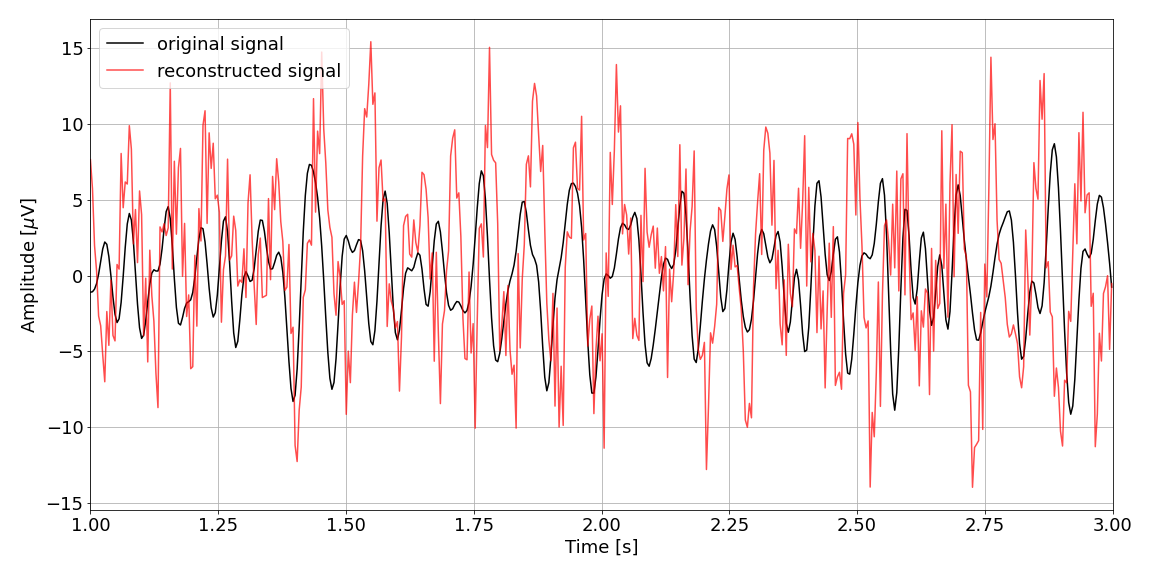 original signal
reconstructed signal
Amplitude [μV]
15
10
5
0
−5
−10
−15
1.00 1.25 1.50 1.75 2.00 2.25 2.50 2.75 3.00
Time [s]